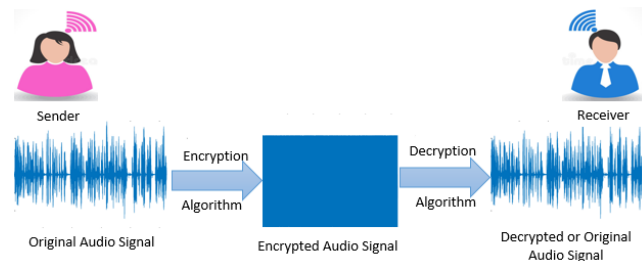 Sender
Receiver
Encryption
Algorithm
Decryption
Algorithm
Original Audio Signal
Encrypted Audio Signal
Decrypted or Original
Audio Signal